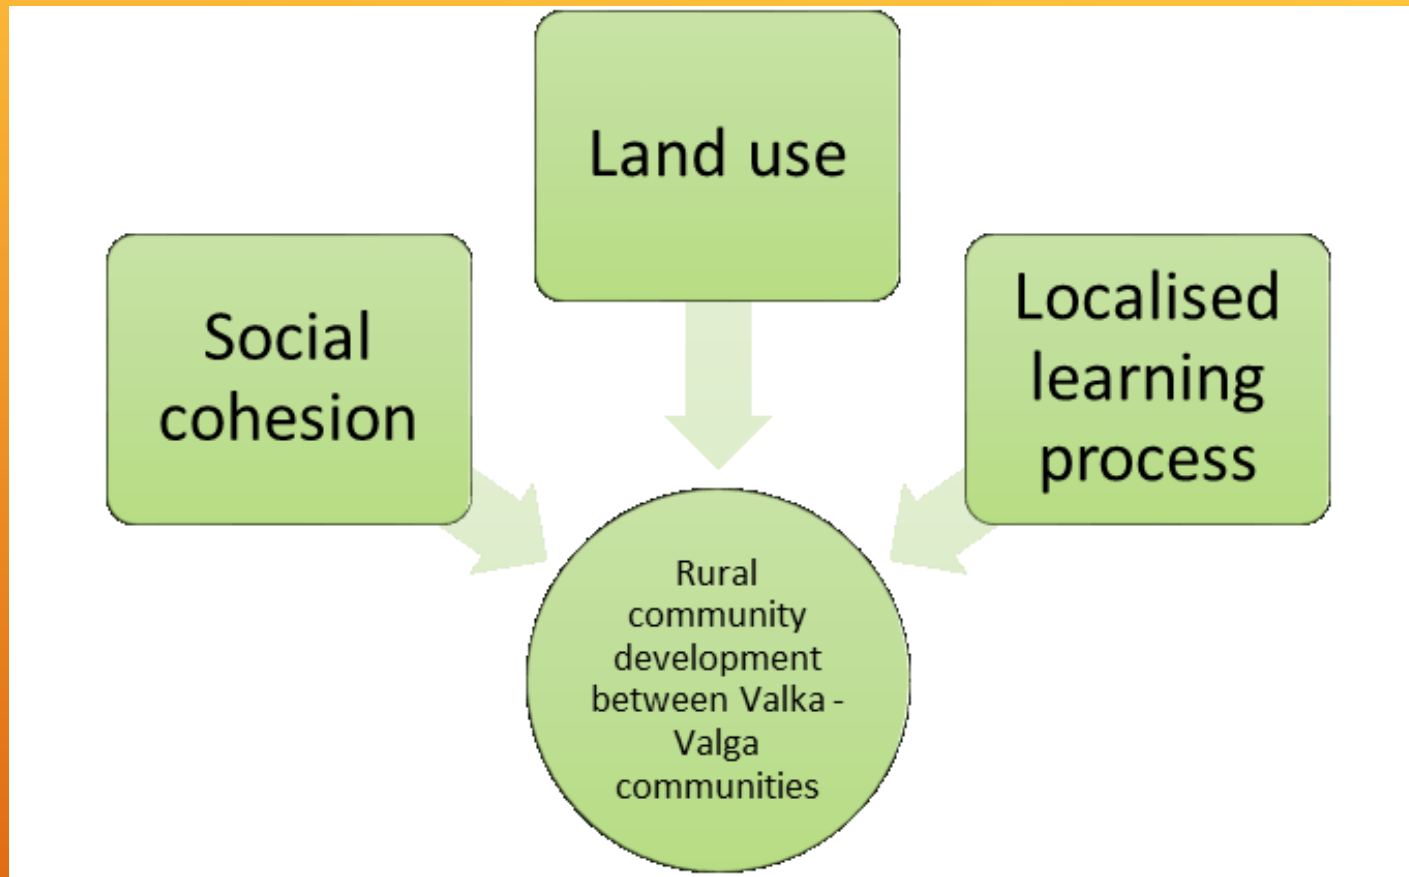 Land use
Social
cohesion
Localised
learning
process
Rural
community
development
between Valka -
Valga
communities